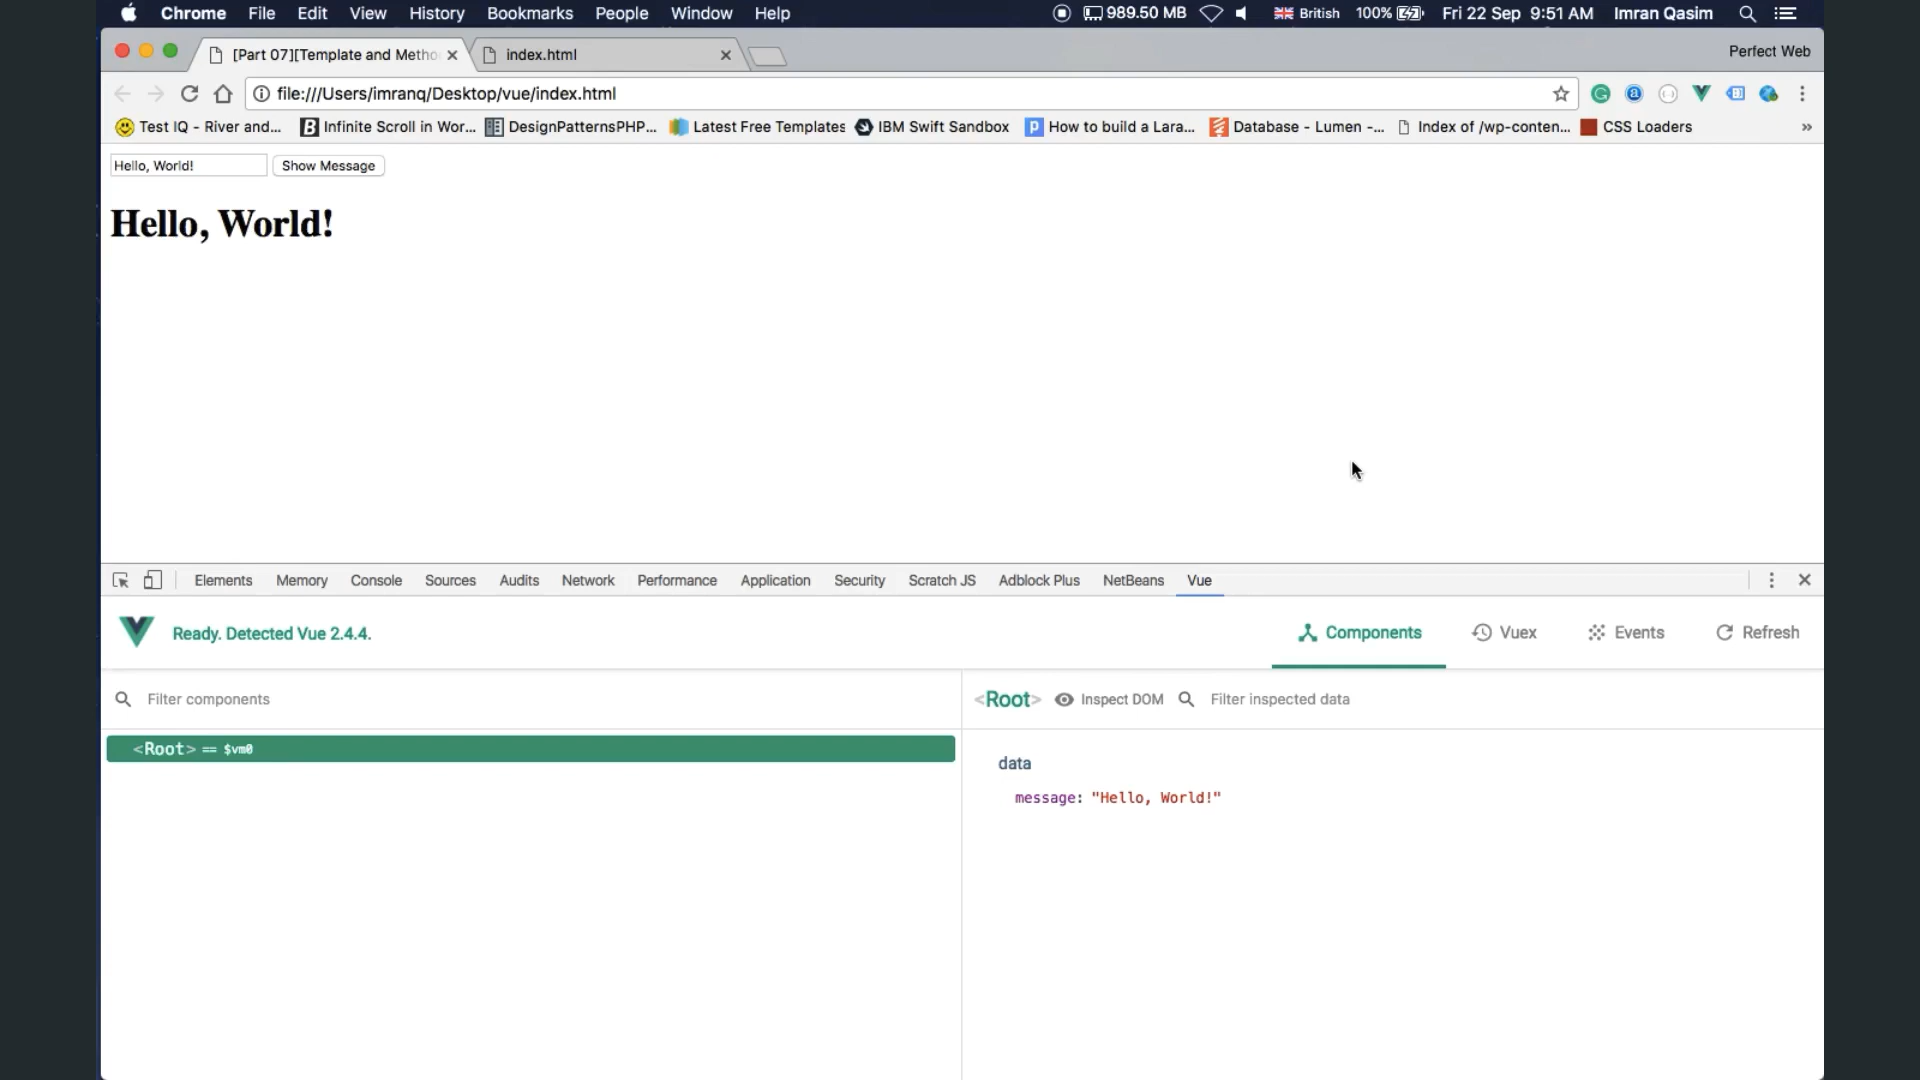 Chrome File Edit View History Bookmarks People Window Help 989.50 MB British 100% Fri 22 Sep 9:51 AM Imran Qasim
[Part 07][Template and Metho index.html Perfect Web
file:///Users/imranq/Desktop/vue/index.html
Test IQ - River and... Infinite Scroll in Wor... DesignPatternsPHP... Latest Free Templates IBM Swift Sandbox How to build a Lara... Database - Lumen -... Index of /wp-conten... CSS Loaders »
Hello, World! Show Message
Hello, World!
Elements Memory Console Sources Audits Network Performance Application Security Scratch JS Adblock Plus NetBeans Vue
Ready. Detected Vue 2.4.4. Components Vuex Events Refresh
Filter components <Root> Inspect DOM Filter inspected data
<Root> == $vm0
data
message: "Hello, World!"